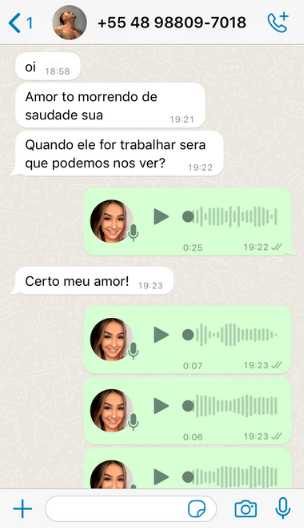 1
+55 48 98809-7018
oi 18:58
Amor to morrendo de
saudade sua 19:21
Quando ele for trabalhar sera
que podemos nos ver? 19:22
0:25 19:22
Certo meu amor! 19:23
0:07 19:23
0:06 19:23